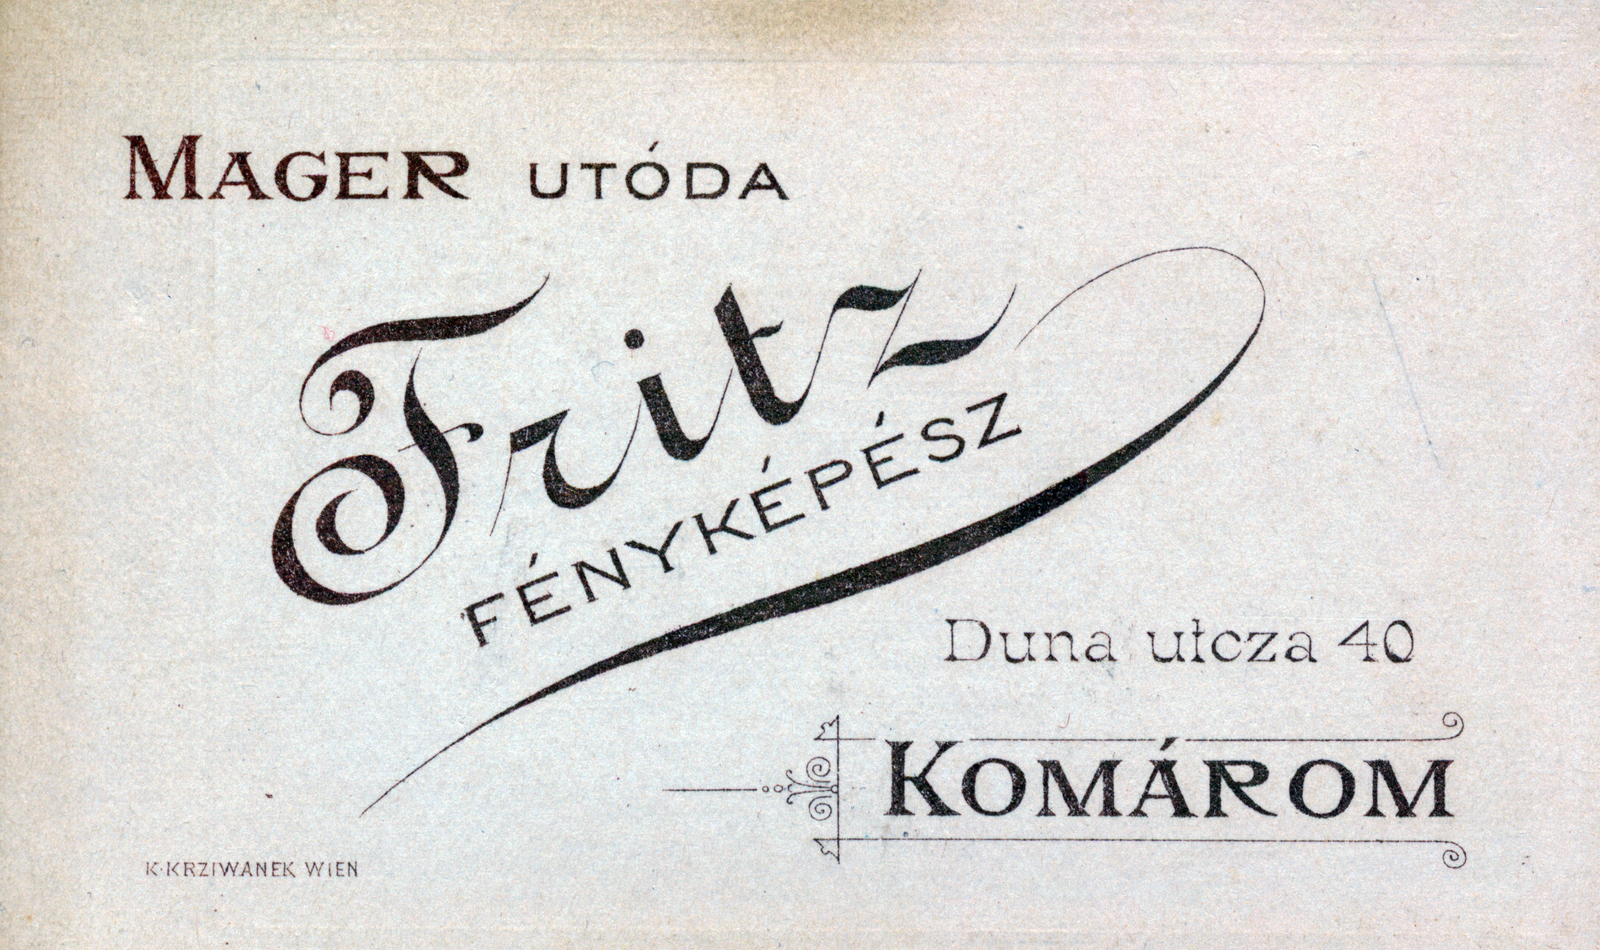 MAGER UTÓDA
Fritz
FÉNYKÉPÉSZ
Duna utcza 40
KOMÁROM
K·KRZIWANEK WIEN